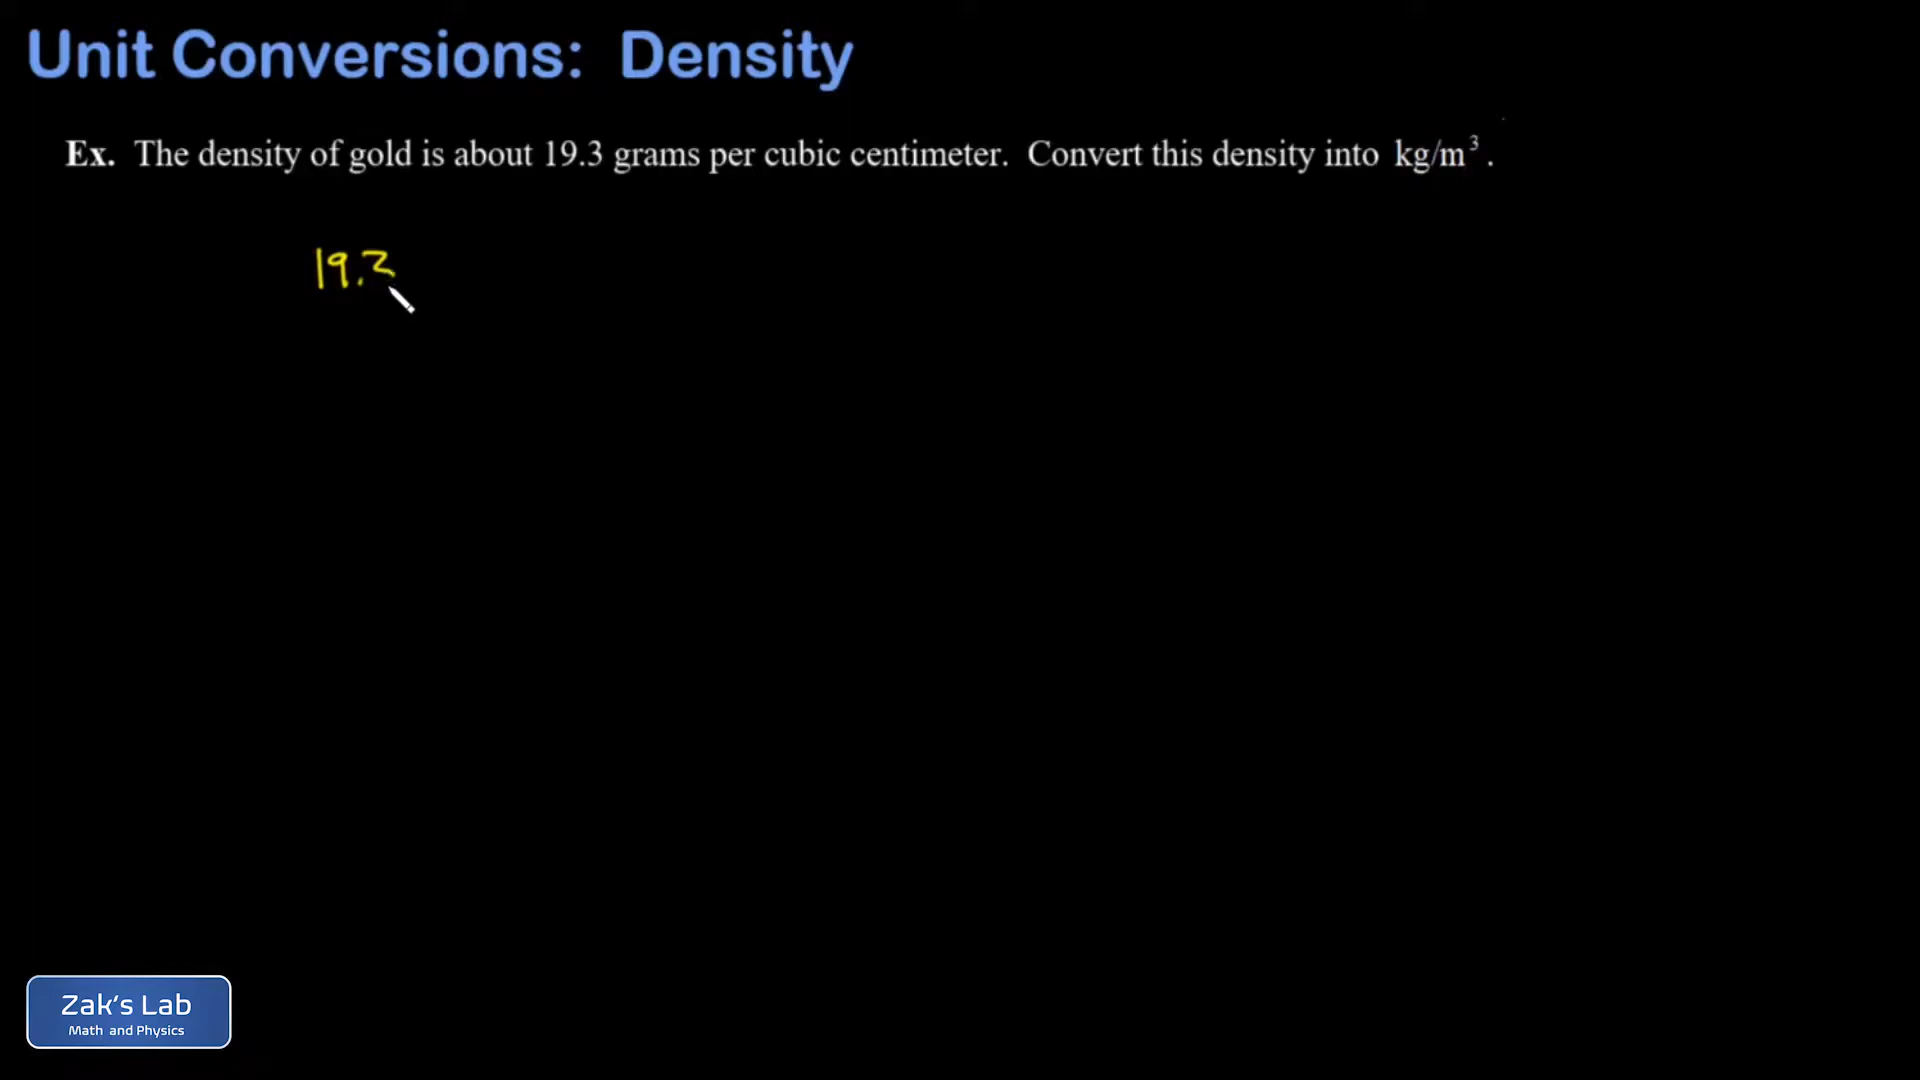 Unit Conversions: Density
Ex. The density of gold is about 19.3 grams per cubic centimeter. Convert this density into kg/m³.
19.3
Zak's Lab
Math and Physics